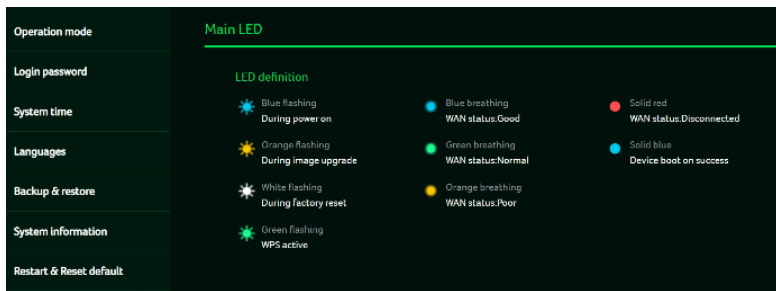 Operation mode
Login password
System time
Languages
Backup & restore
System information
Restart & Reset default
Main LED
LED definition
Blue flashing
During power on
Blue breathing
WAN status:Good
Solid red
WAN status:Disconnected
Orange flashing
During image upgrade
Green breathing
WAN status:Normal
Solid blue
Device boot on success
White flashing
During factory reset
Orange breathing
WAN status:Poor
Green flashing
WPS active